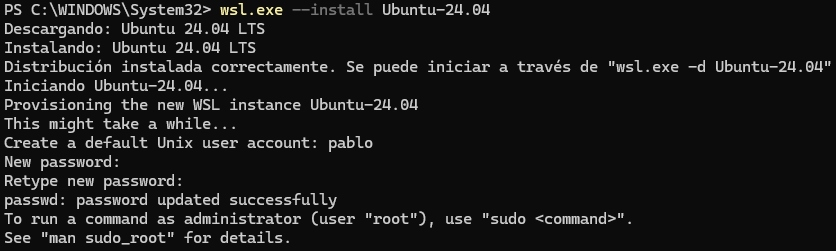 PS C:\WINDOWS\System32> wsl.exe --install Ubuntu-24.04
Descargando: Ubuntu 24.04 LTS
Instalando: Ubuntu 24.04 LTS
Distribución instalada correctamente. Se puede iniciar a través de "wsl.exe -d Ubuntu-24.04"
Iniciando Ubuntu-24.04...
Provisioning the new WSL instance Ubuntu-24.04
This might take a while...
Create a default Unix user account: pablo
New password:
Retype new password:
passwd: password updated successfully
To run a command as administrator (user "root"), use "sudo <command>".
See "man sudo_root" for details.